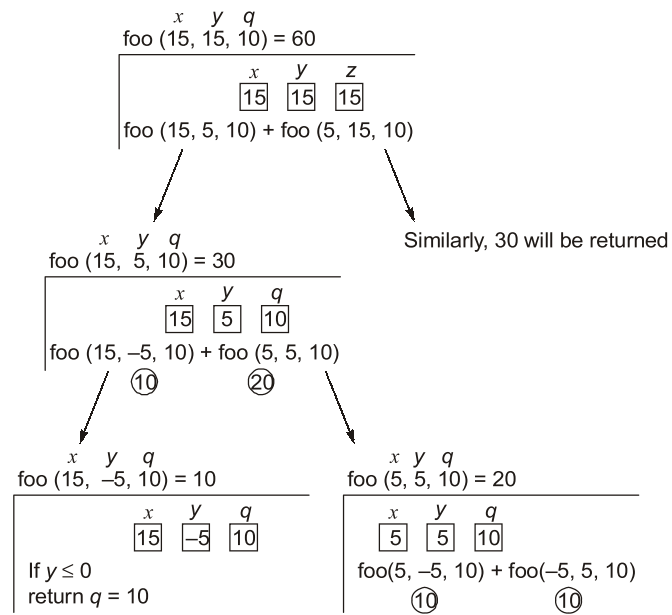 x y q
foo (15, 15, 10) = 60
x y z
15 15 15
foo (15, 5, 10) + foo (5, 15, 10)
Similarly, 30 will be returned
x y q
foo (15, 5, 10) = 30
x y q
15 5 10
foo (15, –5, 10) + foo (5, 5, 10)
10 20
x y q
foo (15, –5, 10) = 10
x y q
15 –5 10
If y ≤ 0
return q = 10
x y q
foo (5, 5, 10) = 20
x y q
5 5 10
foo(5, –5, 10) + foo(–5, 5, 10)
10 10